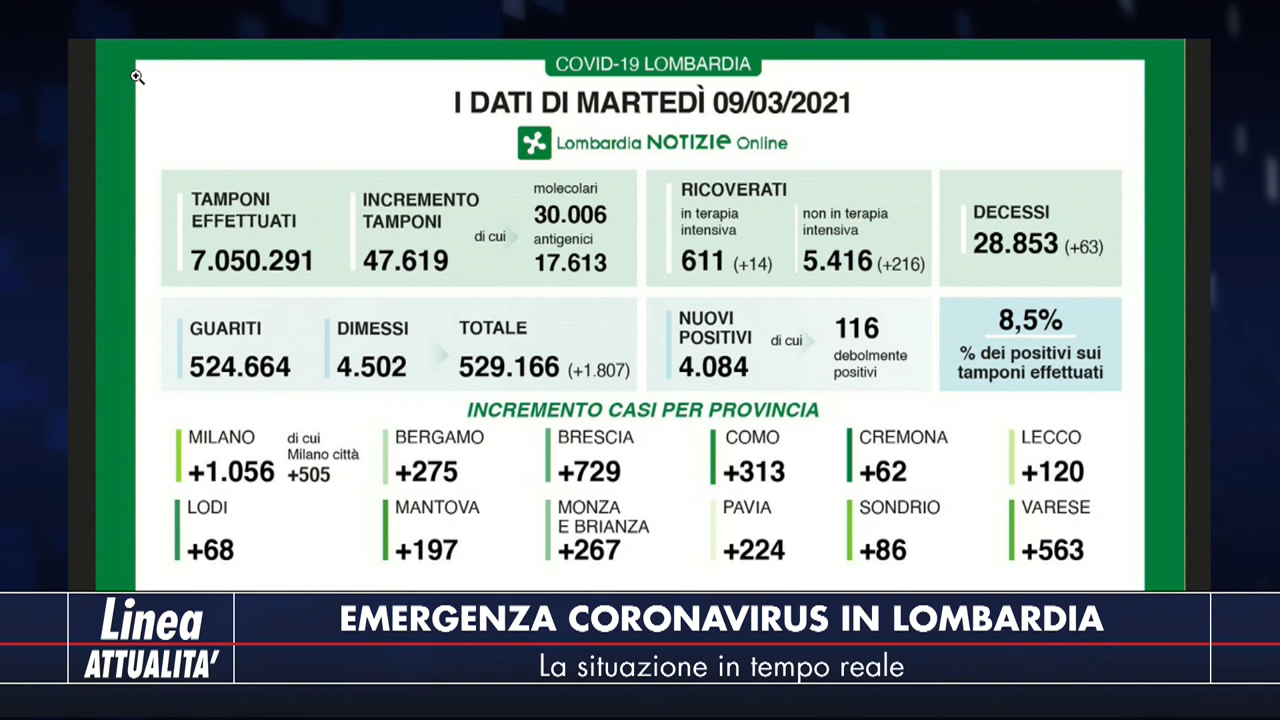 COVID-19 LOMBARDIA
I DATI DI MARTEDÌ 09/03/2021
Lombardia NOTIZIe Online
TAMPONI
EFFETTUATI
7.050.291
INCREMENTO
TAMPONI
47.619
di cui
molecolari
30.006
antigenici
17.613
RICOVERATI
in terapia
intensiva
611 (+14)
non in terapia
intensiva
5.416 (+216)
DECESSI
28.853 (+63)
GUARITI
524.664
DIMESSI
4.502
TOTALE
529.166 (+1.807)
NUOVI
POSITIVI
4.084
di cui
116
debolmente
positivi
8,5%
% dei positivi sui
tamponi effettuati
INCREMENTO CASI PER PROVINCIA
MILANO
+1.056
di cui
Milano città
+505
BERGAMO
+275
BRESCIA
+729
COMO
+313
CREMONA
+62
LECCO
+120
LODI
+68
MANTOVA
+197
MONZA
E BRIANZA
+267
PAVIA
+224
SONDRIO
+86
VARESE
+563
Linea
ATTUALITA'
EMERGENZA CORONAVIRUS IN LOMBARDIA
La situazione in tempo reale